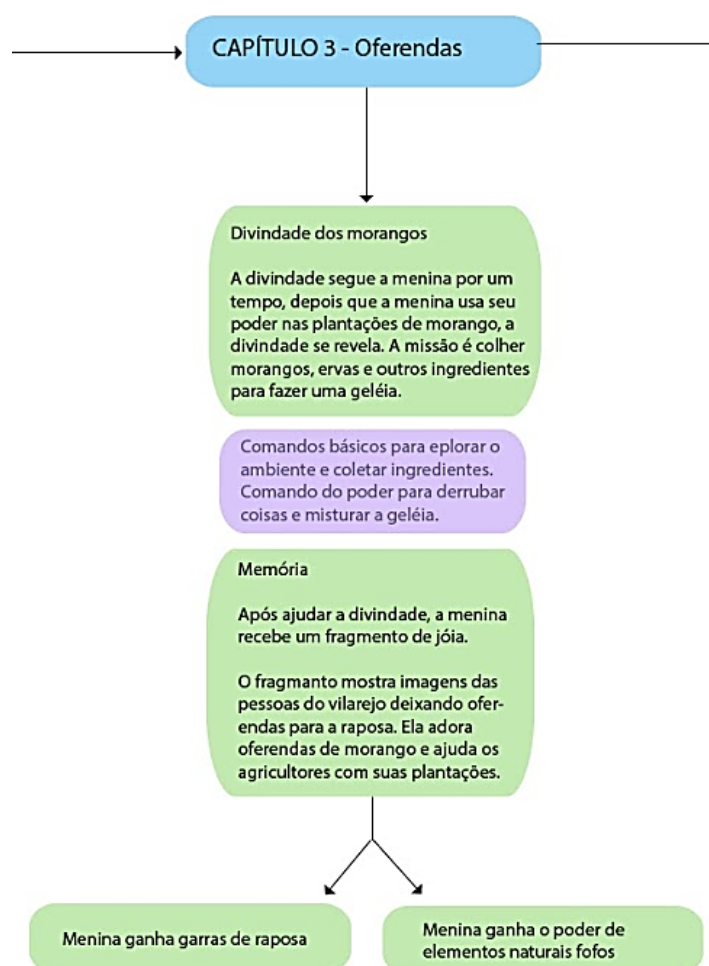 CAPÍTULO 3 - Oferendas
Divindade dos morangos
A divindade segue a menina por um
tempo, depois que a menina usa seu
poder nas plantações de morango, a
divindade se revela. A missão é colher
morangos, ervas e outros ingredientes
para fazer uma geléia.
Comandos básicos para eplorar o
ambiente e coletar ingredientes.
Comando do poder para derrubar
coisas e misturar a geléia.
Memória
Após ajudar a divindade, a menina
recebe um fragmento de jóia.
O fragmanto mostra imagens das
pessoas do vilarejo deixando ofer-
endas para a raposa. Ela adora
oferendas de morango e ajuda os
agricultores com suas plantações.
Menina ganha garras de raposa
Menina ganha o poder de
elementos naturais fofos